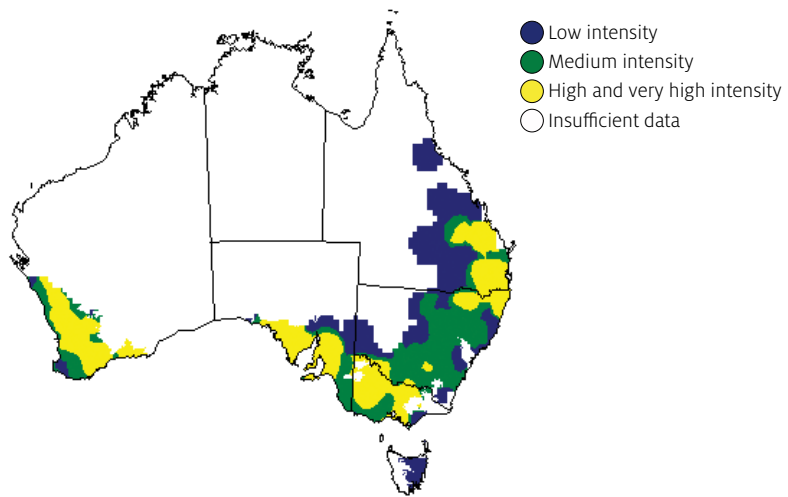 Low intensity
Medium intensity
High and very high intensity
Insufficient data